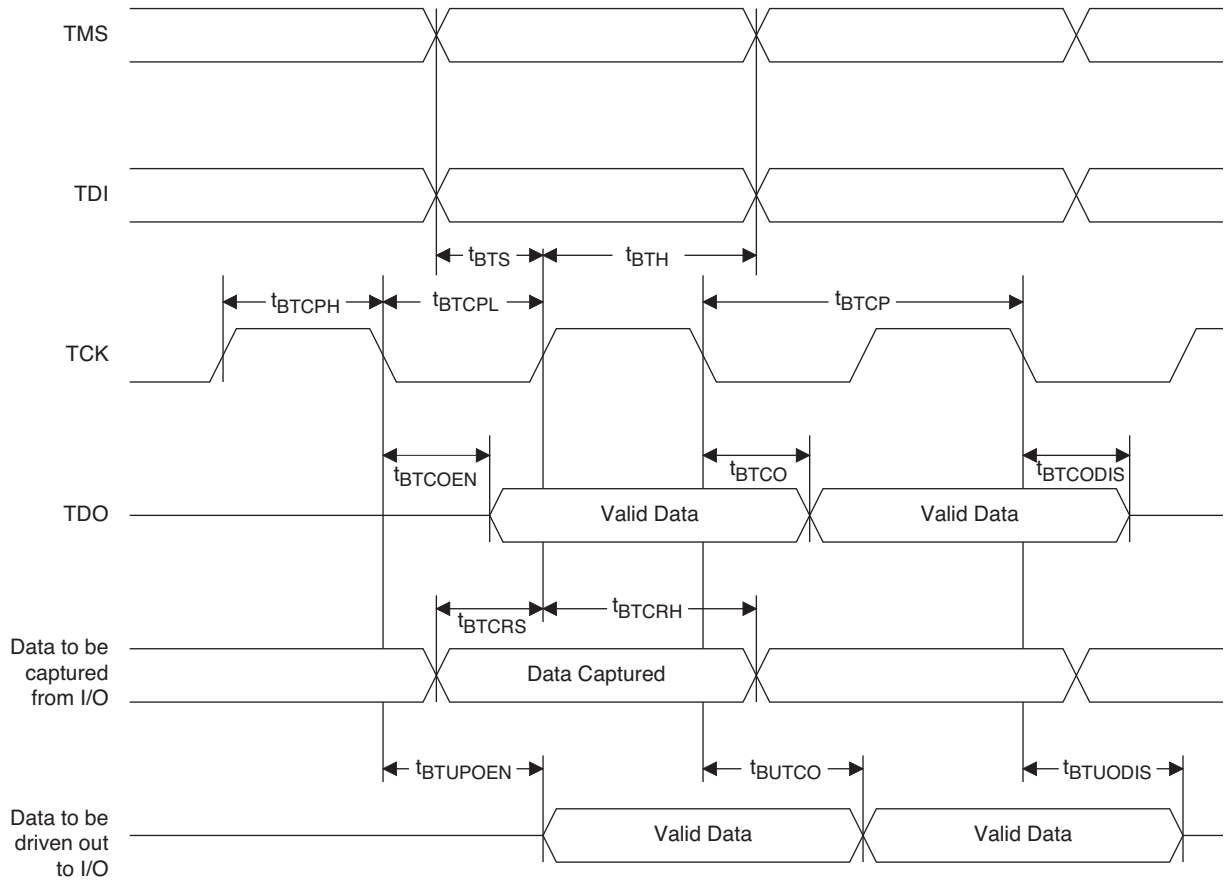 TMS
TDI
tBTS
tBTH
tBTCPH
tBTCPL
tBTCP
TCK
tBTCOEN
tBTCO
tBTCODIS
TDO
Valid Data
Valid Data
tBTCRS
tBTCRH
Data to be
captured
from I/O
Data Captured
tBTUPOEN
tBUTCO
tBTUODIS
Data to be
driven out
to I/O
Valid Data
Valid Data